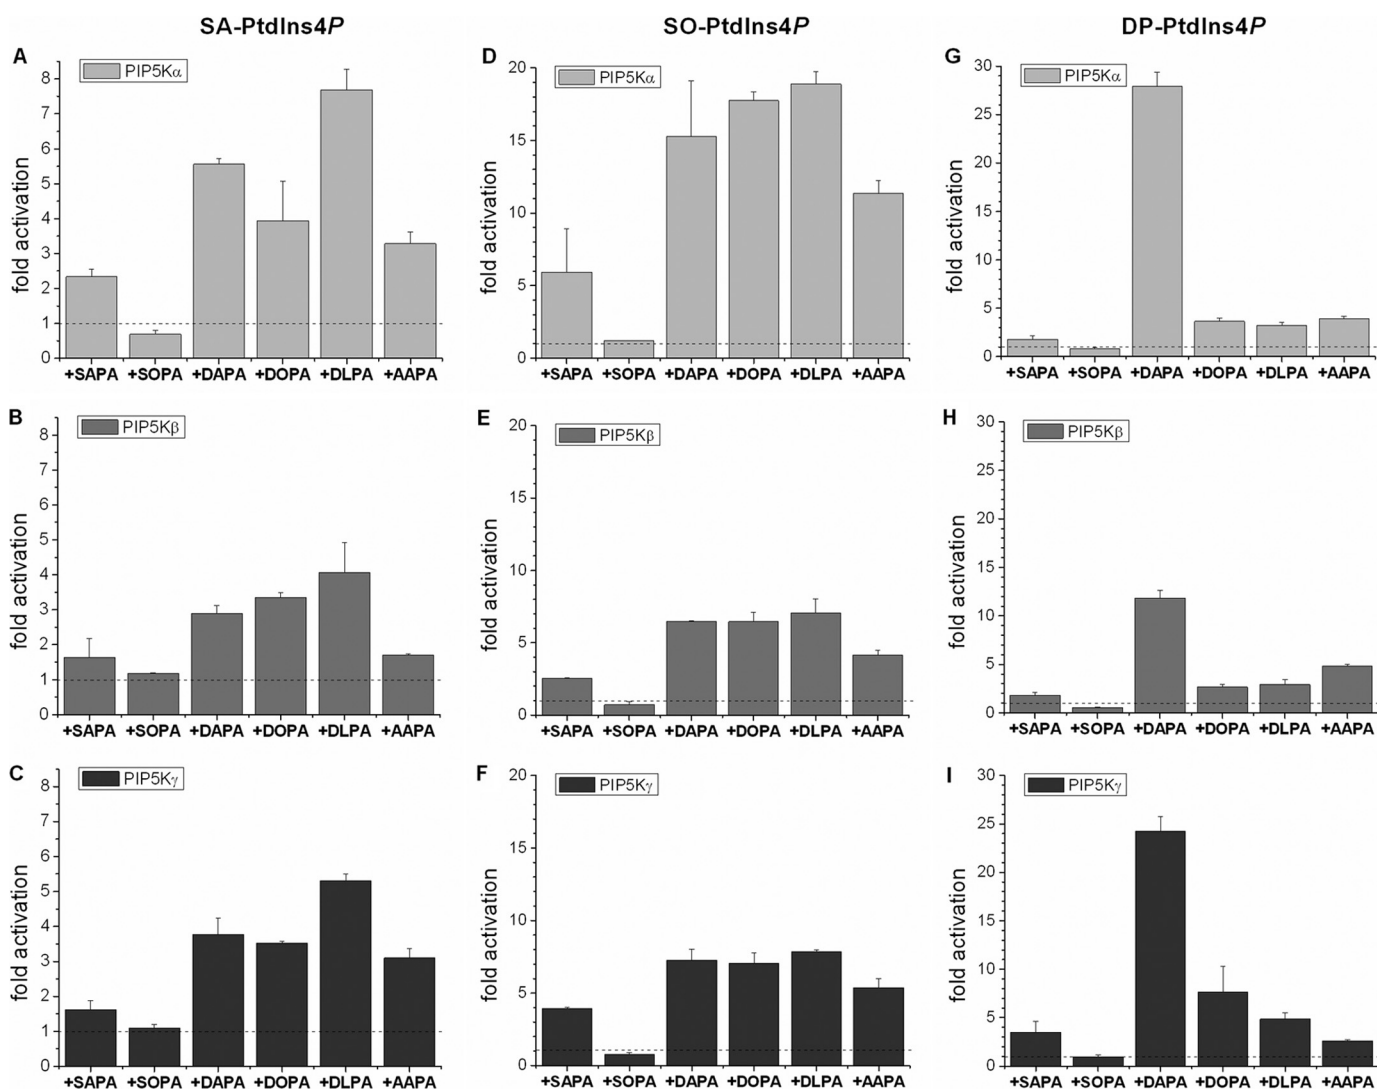 SA-PtdIns4P SO-PtdIns4P DP-PtdIns4P
A
PIP5Kα
fold activation
8
7
6
5
4
3
2
1
0
+SAPA +SOPA +DAPA +DOPA +DLPA +AAPA
D
PIP5Kα
fold activation
20
15
10
5
0
+SAPA +SOPA +DAPA +DOPA +DLPA +AAPA
G
PIP5Kα
fold activation
30
25
20
15
10
5
0
+SAPA +SOPA +DAPA +DOPA +DLPA +AAPA
B
PIP5Kβ
fold activation
8
7
6
5
4
3
2
1
0
+SAPA +SOPA +DAPA +DOPA +DLPA +AAPA
E
PIP5Kβ
fold activation
20
15
10
5
0
+SAPA +SOPA +DAPA +DOPA +DLPA +AAPA
H
PIP5Kβ
fold activation
30
25
20
15
10
5
0
+SAPA +SOPA +DAPA +DOPA +DLPA +AAPA
C
PIP5Kγ
fold activation
8
7
6
5
4
3
2
1
0
+SAPA +SOPA +DAPA +DOPA +DLPA +AAPA
F
PIP5Kγ
fold activation
20
15
10
5
0
+SAPA +SOPA +DAPA +DOPA +DLPA +AAPA
I
PIP5Kγ
fold activation
30
25
20
15
10
5
0
+SAPA +SOPA +DAPA +DOPA +DLPA +AAPA